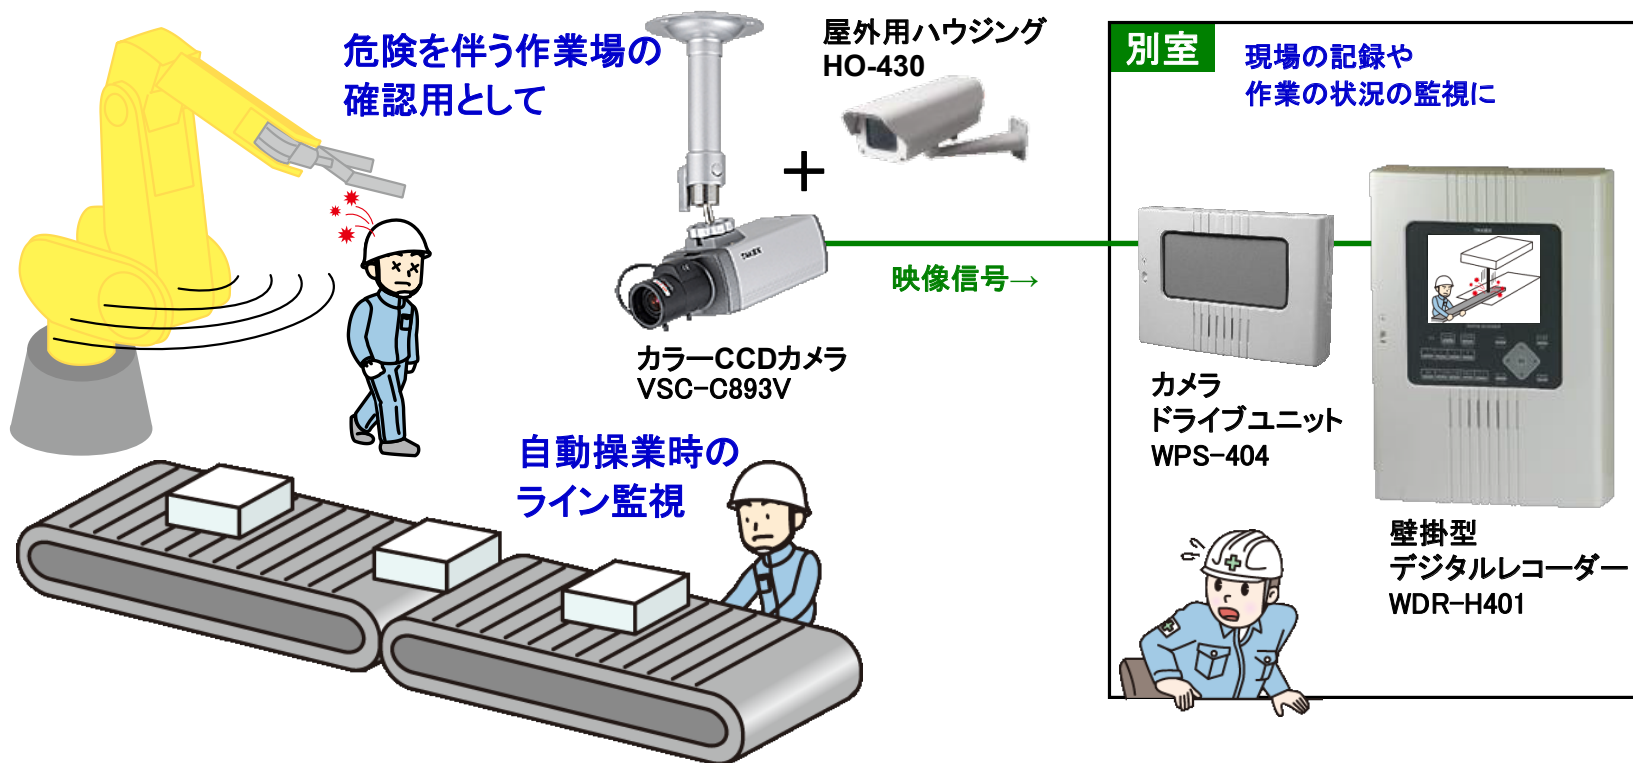 危険を伴う作業場の
確認用として
屋外用ハウジング
HO-430
別室
現場の記録や
作業の状況の監視に
+
TAKEX
映像信号→
カラーCCDカメラ
VSC-C893V
TAKEX
カメラ
ドライブユニット
WPS-404
自動操業時の
ライン監視
壁掛型
デジタルレコーダー
WDR-H401